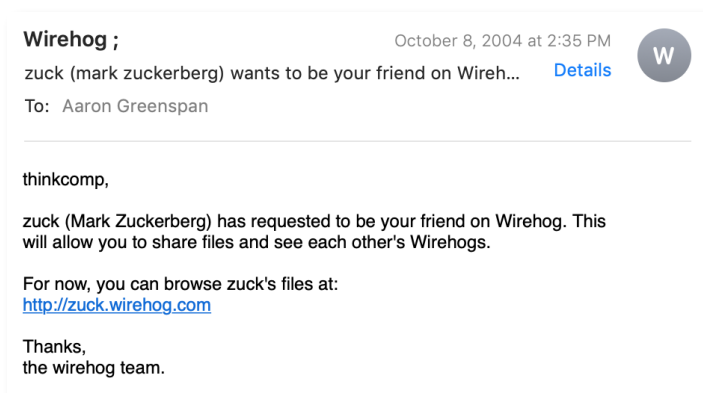 Wirehog ;
October 8, 2004 at 2:35 PM
W
zuck (mark zuckerberg) wants to be your friend on Wireh...
Details
To: Aaron Greenspan
thinkcomp,
zuck (Mark Zuckerberg) has requested to be your friend on Wirehog. This
will allow you to share files and see each other's Wirehogs.
For now, you can browse zuck's files at:
http://zuck.wirehog.com
Thanks,
the wirehog team.